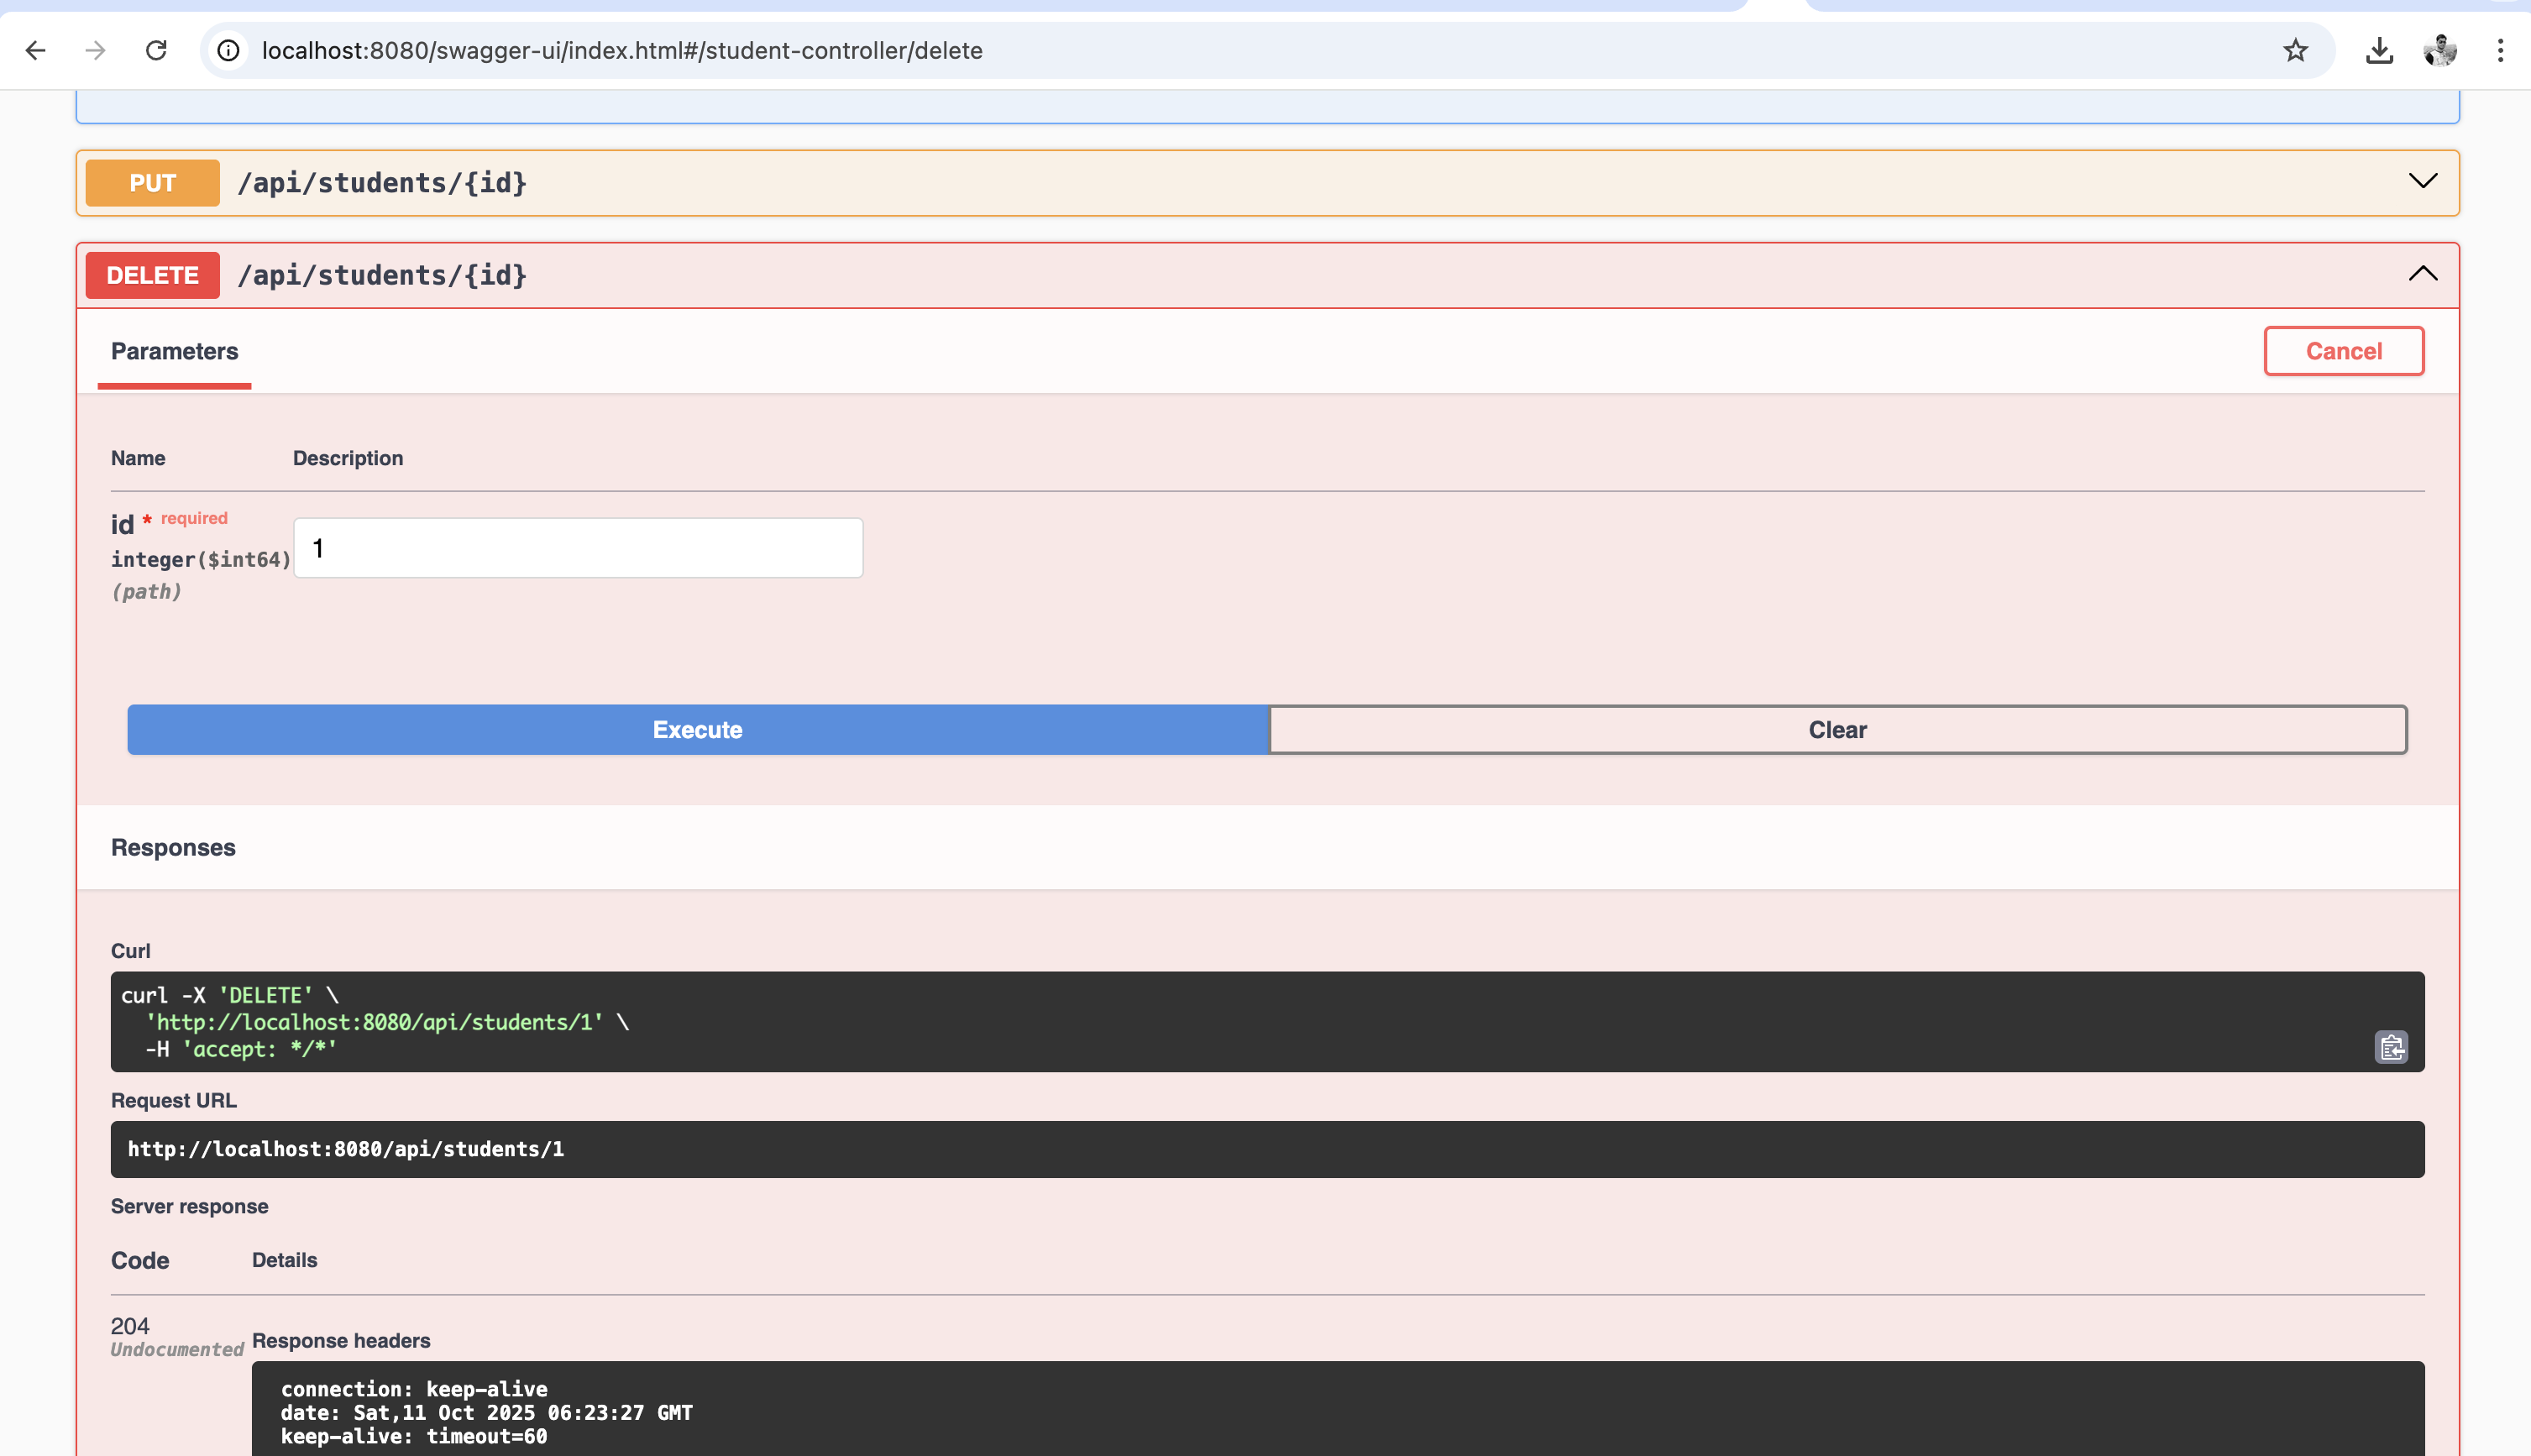 localhost:8080/swagger-ui/index.html#/student-controller/delete
PUT /api/students/{id}
DELETE /api/students/{id}
Parameters
Cancel
Name Description
id * required
integer($int64)
(path)
1
Execute Clear
Responses
Curl
curl -X 'DELETE' \
'http://localhost:8080/api/students/1' \
-H 'accept: */*'
Request URL
http://localhost:8080/api/students/1
Server response
Code Details
204
Undocumented
Response headers
connection: keep-alive
date: Sat,11 Oct 2025 06:23:27 GMT
keep-alive: timeout=60